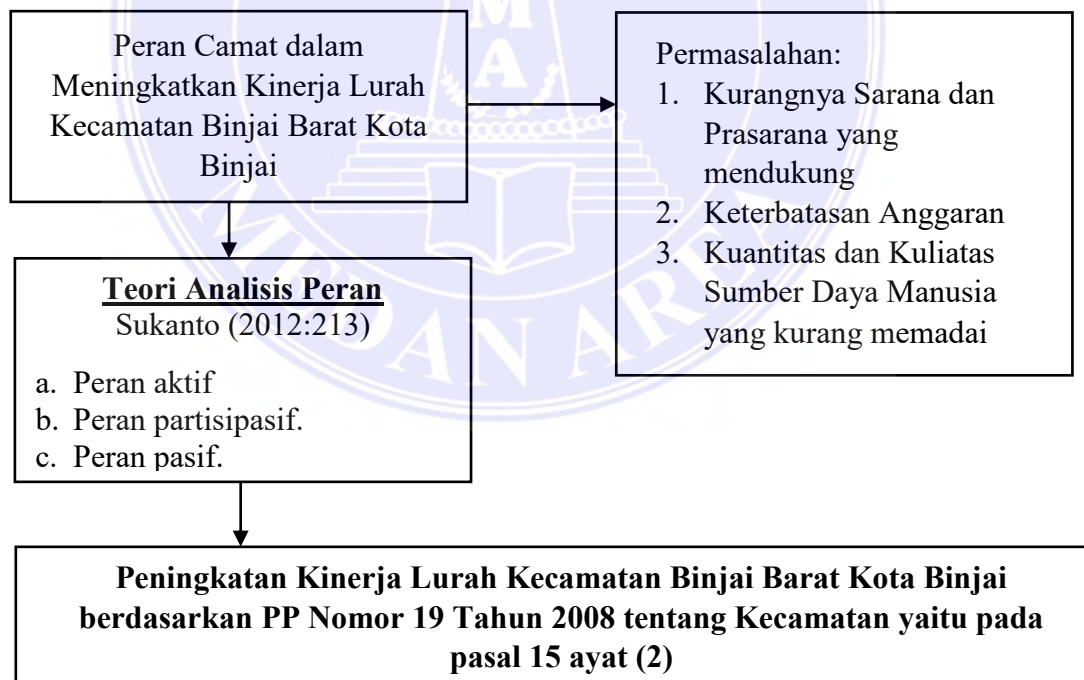 Peran Camat dalam
Meningkatkan Kinerja Lurah
Kecamatan Binjai Barat Kota
Binjai
Permasalahan:
1. Kurangnya Sarana dan
Prasarana yang
mendukung
2. Keterbatasan Anggaran
3. Kuantitas dan Kuliatas
Sumber Daya Manusia
yang kurang memadai
Teori Analisis Peran
Sukanto (2012:213)
a. Peran aktif
b. Peran partisipasif.
c. Peran pasif.
Peningkatan Kinerja Lurah Kecamatan Binjai Barat Kota Binjai
berdasarkan PP Nomor 19 Tahun 2008 tentang Kecamatan yaitu pada
pasal 15 ayat (2)
MA
MEDAN AREA